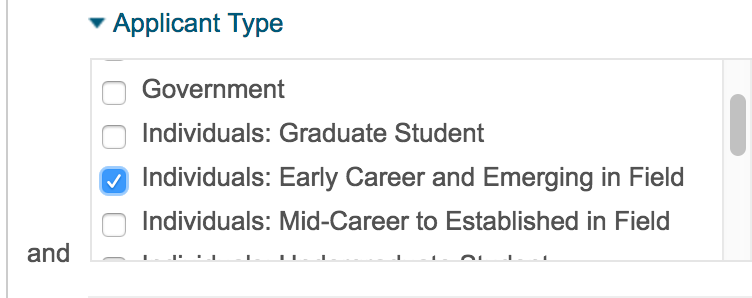 Applicant Type
Government
Individuals: Graduate Student
Individuals: Early Career and Emerging in Field
Individuals: Mid-Career to Established in Field
and